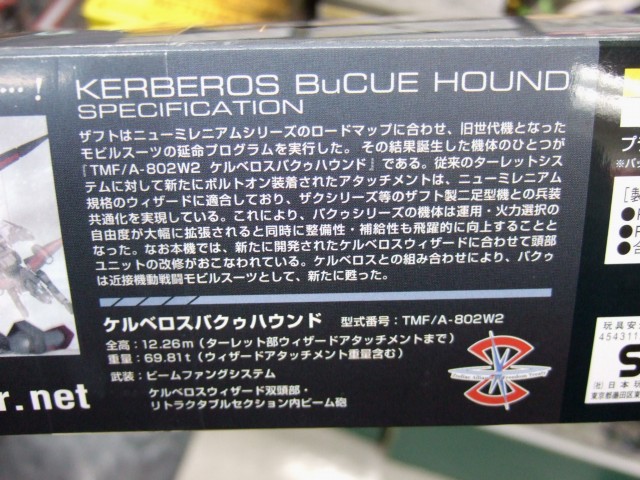 ……!
KERBEROS BuCUE HOUND
SPECIFICATION
ザフトはニューミレニアムシリーズのロードマップに合わせ、旧世代機となった
モビルスーツの延命プログラムを実行した。その結果誕生した機体のひとつが
『TMF/A-802W2 ケルベロスバクゥハウンド』である。従来のターレットシス
テムに対して新たにボルトオン装着されたアタッチメントは、ニューミレニアム
規格のウィザードに適合しており、ザクシリーズ等のザフト製二足型機との兵装
共通化を実現している。これにより、バクゥシリーズの機体は運用・火力選択の
自由度が大幅に拡張されると同時に整備性・補給性も飛躍的に向上することと
なった。なお本機では、新たに開発されたケルベロスウィザードに合わせて頭部
ユニットの改修がおこなわれている。ケルベロスとの組み合わせにより、バクゥ
は近接機動戦闘モビルスーツとして、新たに甦った。
ケルベロスバクゥハウンド 型式番号:TMF/A-802W2
全高:12.26m(ターレット部ウィザードアタッチメントまで)
重量:69.81t(ウィザードアタッチメント重量含む)
武装:ビームファングシステム
ケルベロスウィザード双頭部・
リトラクタブルセクション内ビーム砲
r.net
プラ
※パッ
[製
玩具安
454311
S
日本玩
東京都墨田区東